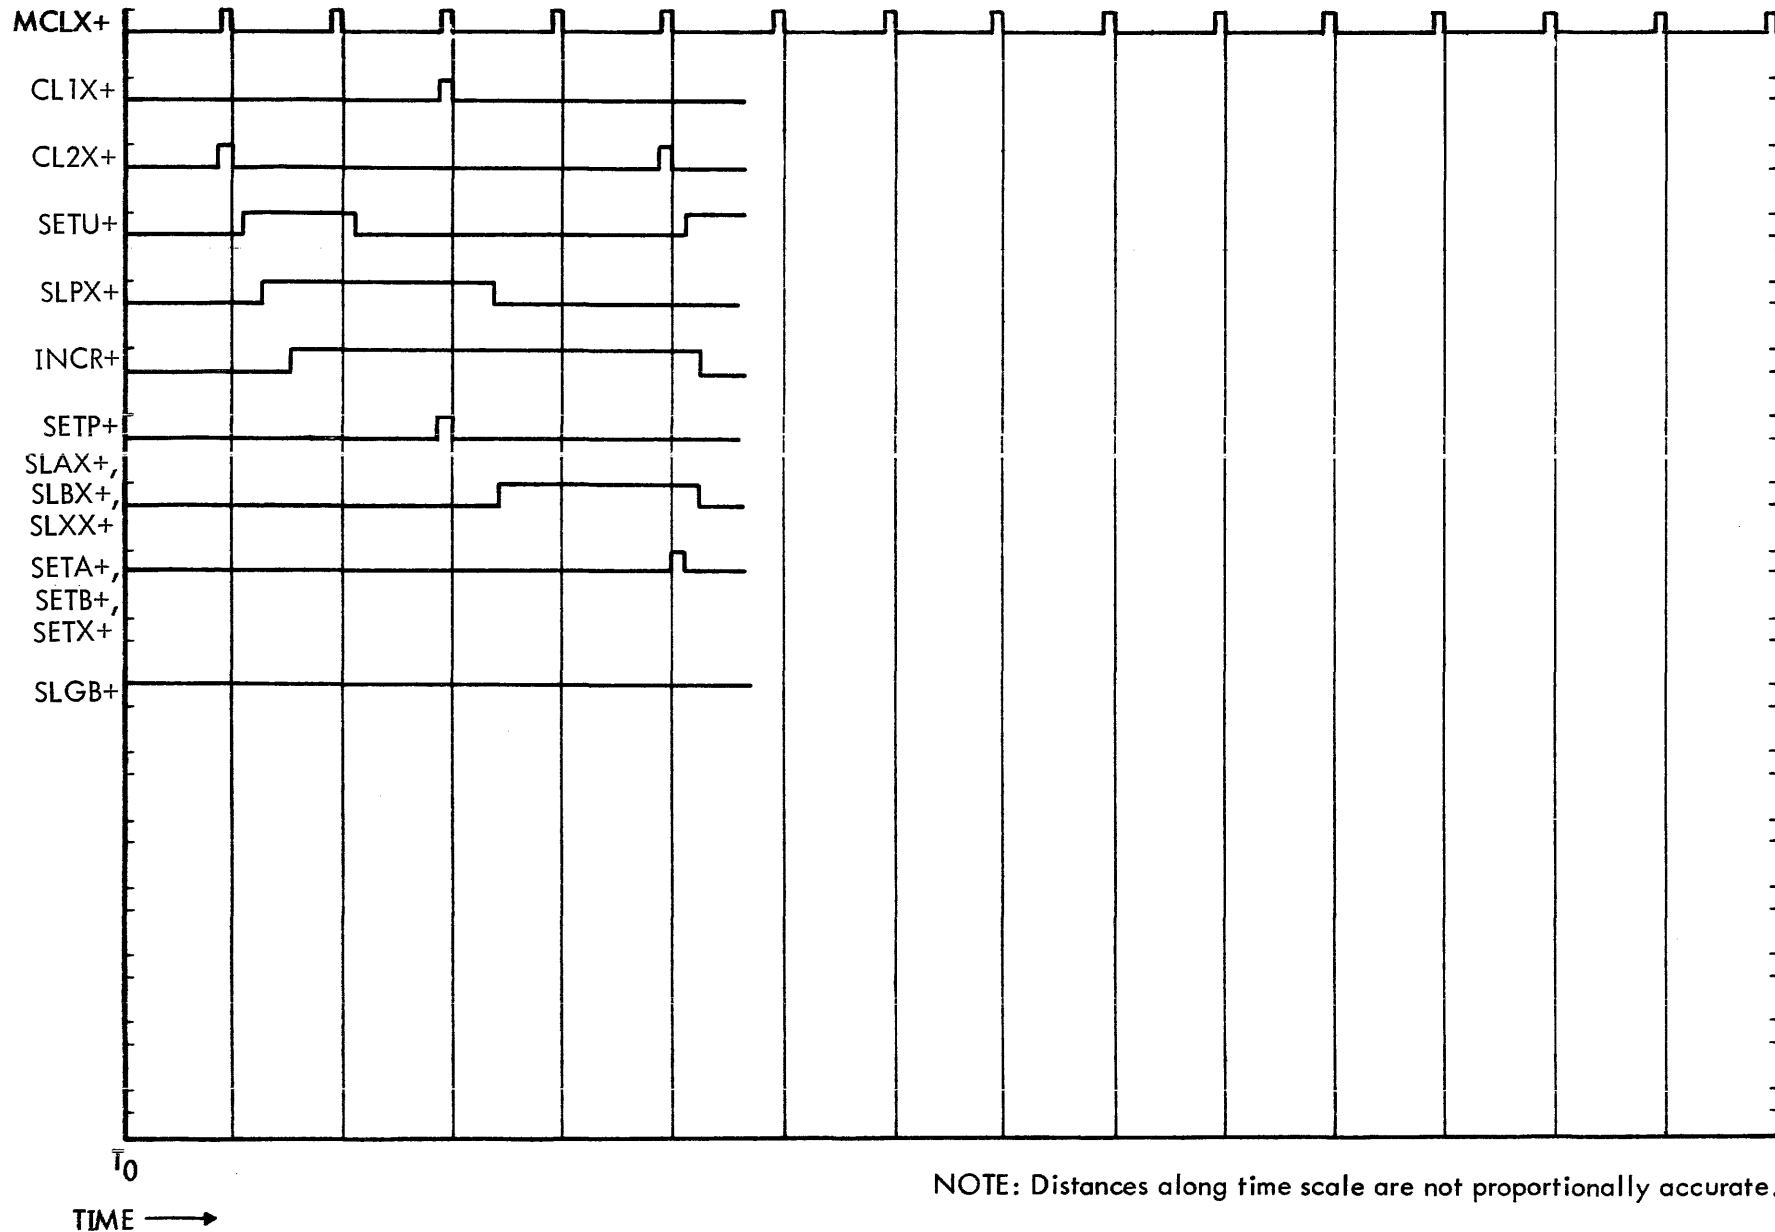 MCLX+
CL1X+
CL2X+
SETU+
SLPX+
INCR+
SETP+
SLAX+,
SLBX+,
SLXX+
SETA+,
SETB+,
SETX+
SLGB+
T0
NOTE: Distances along time scale are not proportionally accurate.
TIME